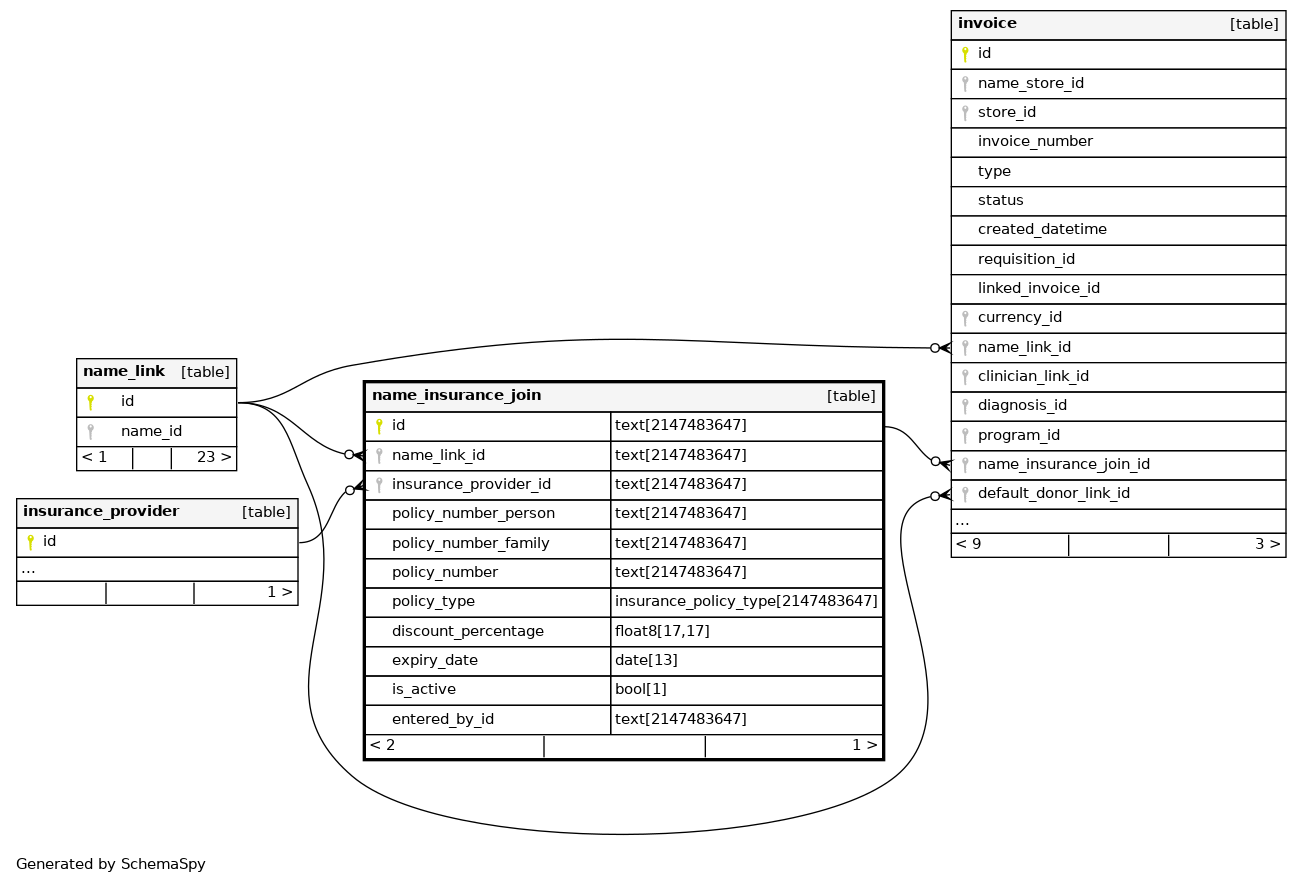 invoice [table]
id
name_store_id
store_id
invoice_number
type
status
created_datetime
requisition_id
linked_invoice_id
currency_id
name_link_id
clinician_link_id
diagnosis_id
program_id
name_insurance_join_id
default_donor_link_id
...
< 9 3 >
name_link [table]
id
name_id
< 1 23 >
insurance_provider [table]
id
...
1 >
name_insurance_join [table]
id text[2147483647]
name_link_id text[2147483647]
insurance_provider_id text[2147483647]
policy_number_person text[2147483647]
policy_number_family text[2147483647]
policy_number text[2147483647]
policy_type insurance_policy_type[2147483647]
discount_percentage float8[17,17]
expiry_date date[13]
is_active bool[1]
entered_by_id text[2147483647]
< 2 1 >
Generated by SchemaSpy